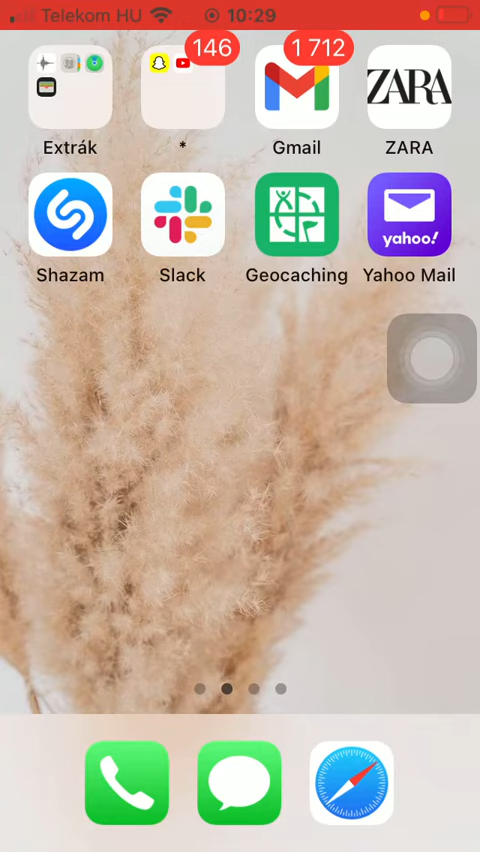 Telekom HU 10:29
146 1 712
ZARA
Extrák * Gmail ZARA
yahoo!
Shazam Slack Geocaching Yahoo Mail